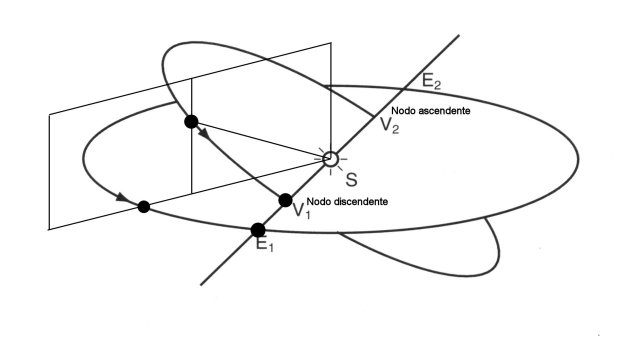 E₂
Nodo ascendente
V₂
S
Nodo discendente
V₁
E₁